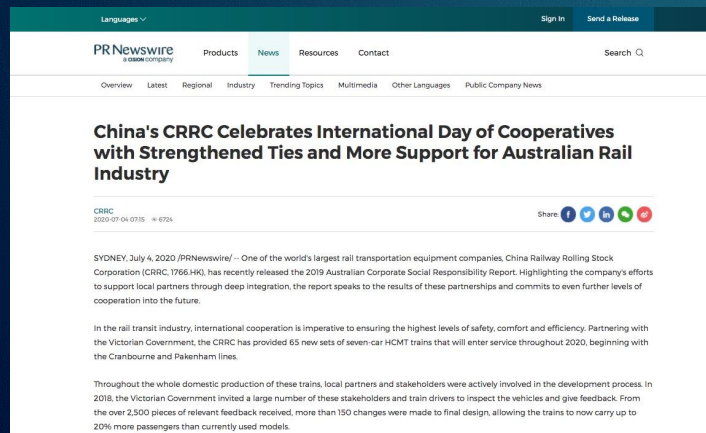 Languages
Sign In
Send a Release
PR Newswire
a CISION company
Products
News
Resources
Contact
Search
Overview
Latest
Regional
Industry
Trending Topics
Multimedia
Other Languages
Public Company News
China's CRRC Celebrates International Day of Cooperatives
with Strengthened Ties and More Support for Australian Rail
Industry
CRRC
2020-07-04 07:15
6724
Share:
SYDNEY, July 4, 2020 /PRNewswire/ -- One of the world's largest rail transportation equipment companies, China Railway Rolling Stock
Corporation (CRRC, 1766.HK), has recently released the 2019 Australian Corporate Social Responsibility Report. Highlighting the company's efforts
to support local partners through deep integration, the report speaks to the results of these partnerships and commits to even further levels of
cooperation into the future.
In the rail transit industry, international cooperation is imperative to ensuring the highest levels of safety, comfort and efficiency. Partnering with
the Victorian Government, the CRRC has provided 65 new sets of seven-car HCMT trains that will enter service throughout 2020, beginning with
the Cranbourne and Pakenham lines.
Throughout the whole domestic production of these trains, local partners and stakeholders were actively involved in the development process. In
2018, the Victorian Government invited a large number of these stakeholders and train drivers to inspect the vehicles and give feedback. From
the over 2,500 pieces of relevant feedback received, more than 150 changes were made to final design, allowing the trains to now carry up to
20% more passengers than currently used models.